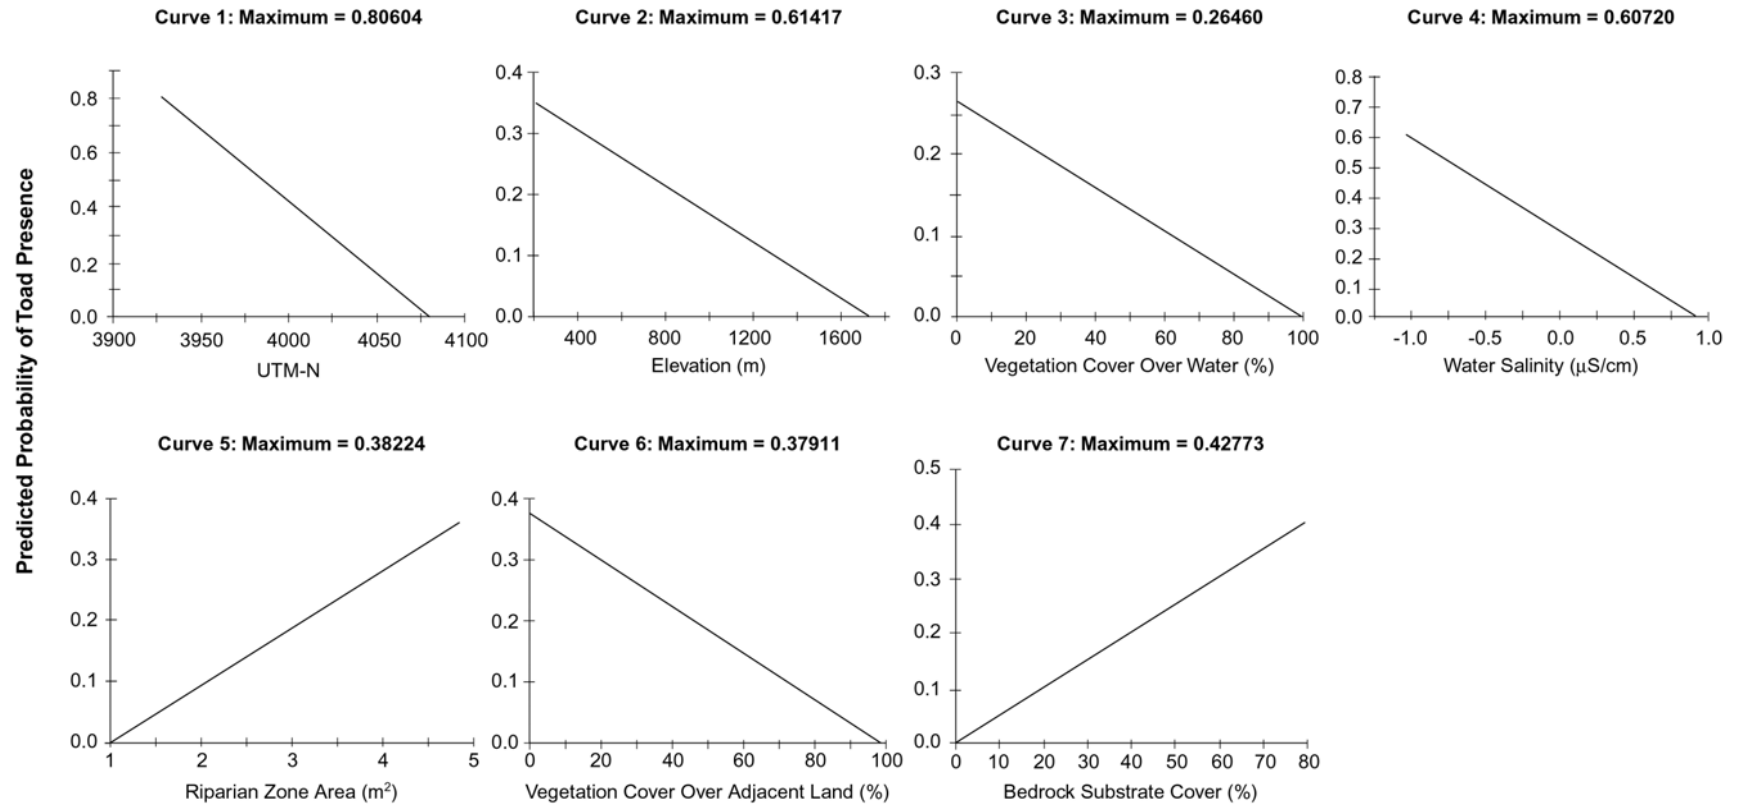 Predicted Probability of Toad Presence
Curve 1: Maximum = 0.80604
0.8
0.6
0.4
0.2
0.0
3900 3950 4000 4050 4100
UTM-N
Curve 2: Maximum = 0.61417
0.4
0.3
0.2
0.1
0.0
400 800 1200 1600
Elevation (m)
Curve 3: Maximum = 0.26460
0.3
0.2
0.1
0.0
0 20 40 60 80 100
Vegetation Cover Over Water (%)
Curve 4: Maximum = 0.60720
0.8
0.7
0.6
0.5
0.4
0.3
0.2
0.1
0.0
-1.0 -0.5 0.0 0.5 1.0
Water Salinity (μS/cm)
Curve 5: Maximum = 0.38224
0.4
0.3
0.2
0.1
0.0
1 2 3 4 5
Riparian Zone Area (m²)
Curve 6: Maximum = 0.37911
0.4
0.3
0.2
0.1
0.0
0 20 40 60 80 100
Vegetation Cover Over Adjacent Land (%)
Curve 7: Maximum = 0.42773
0.5
0.4
0.3
0.2
0.1
0.0
0 10 20 30 40 50 60 70 80
Bedrock Substrate Cover (%)